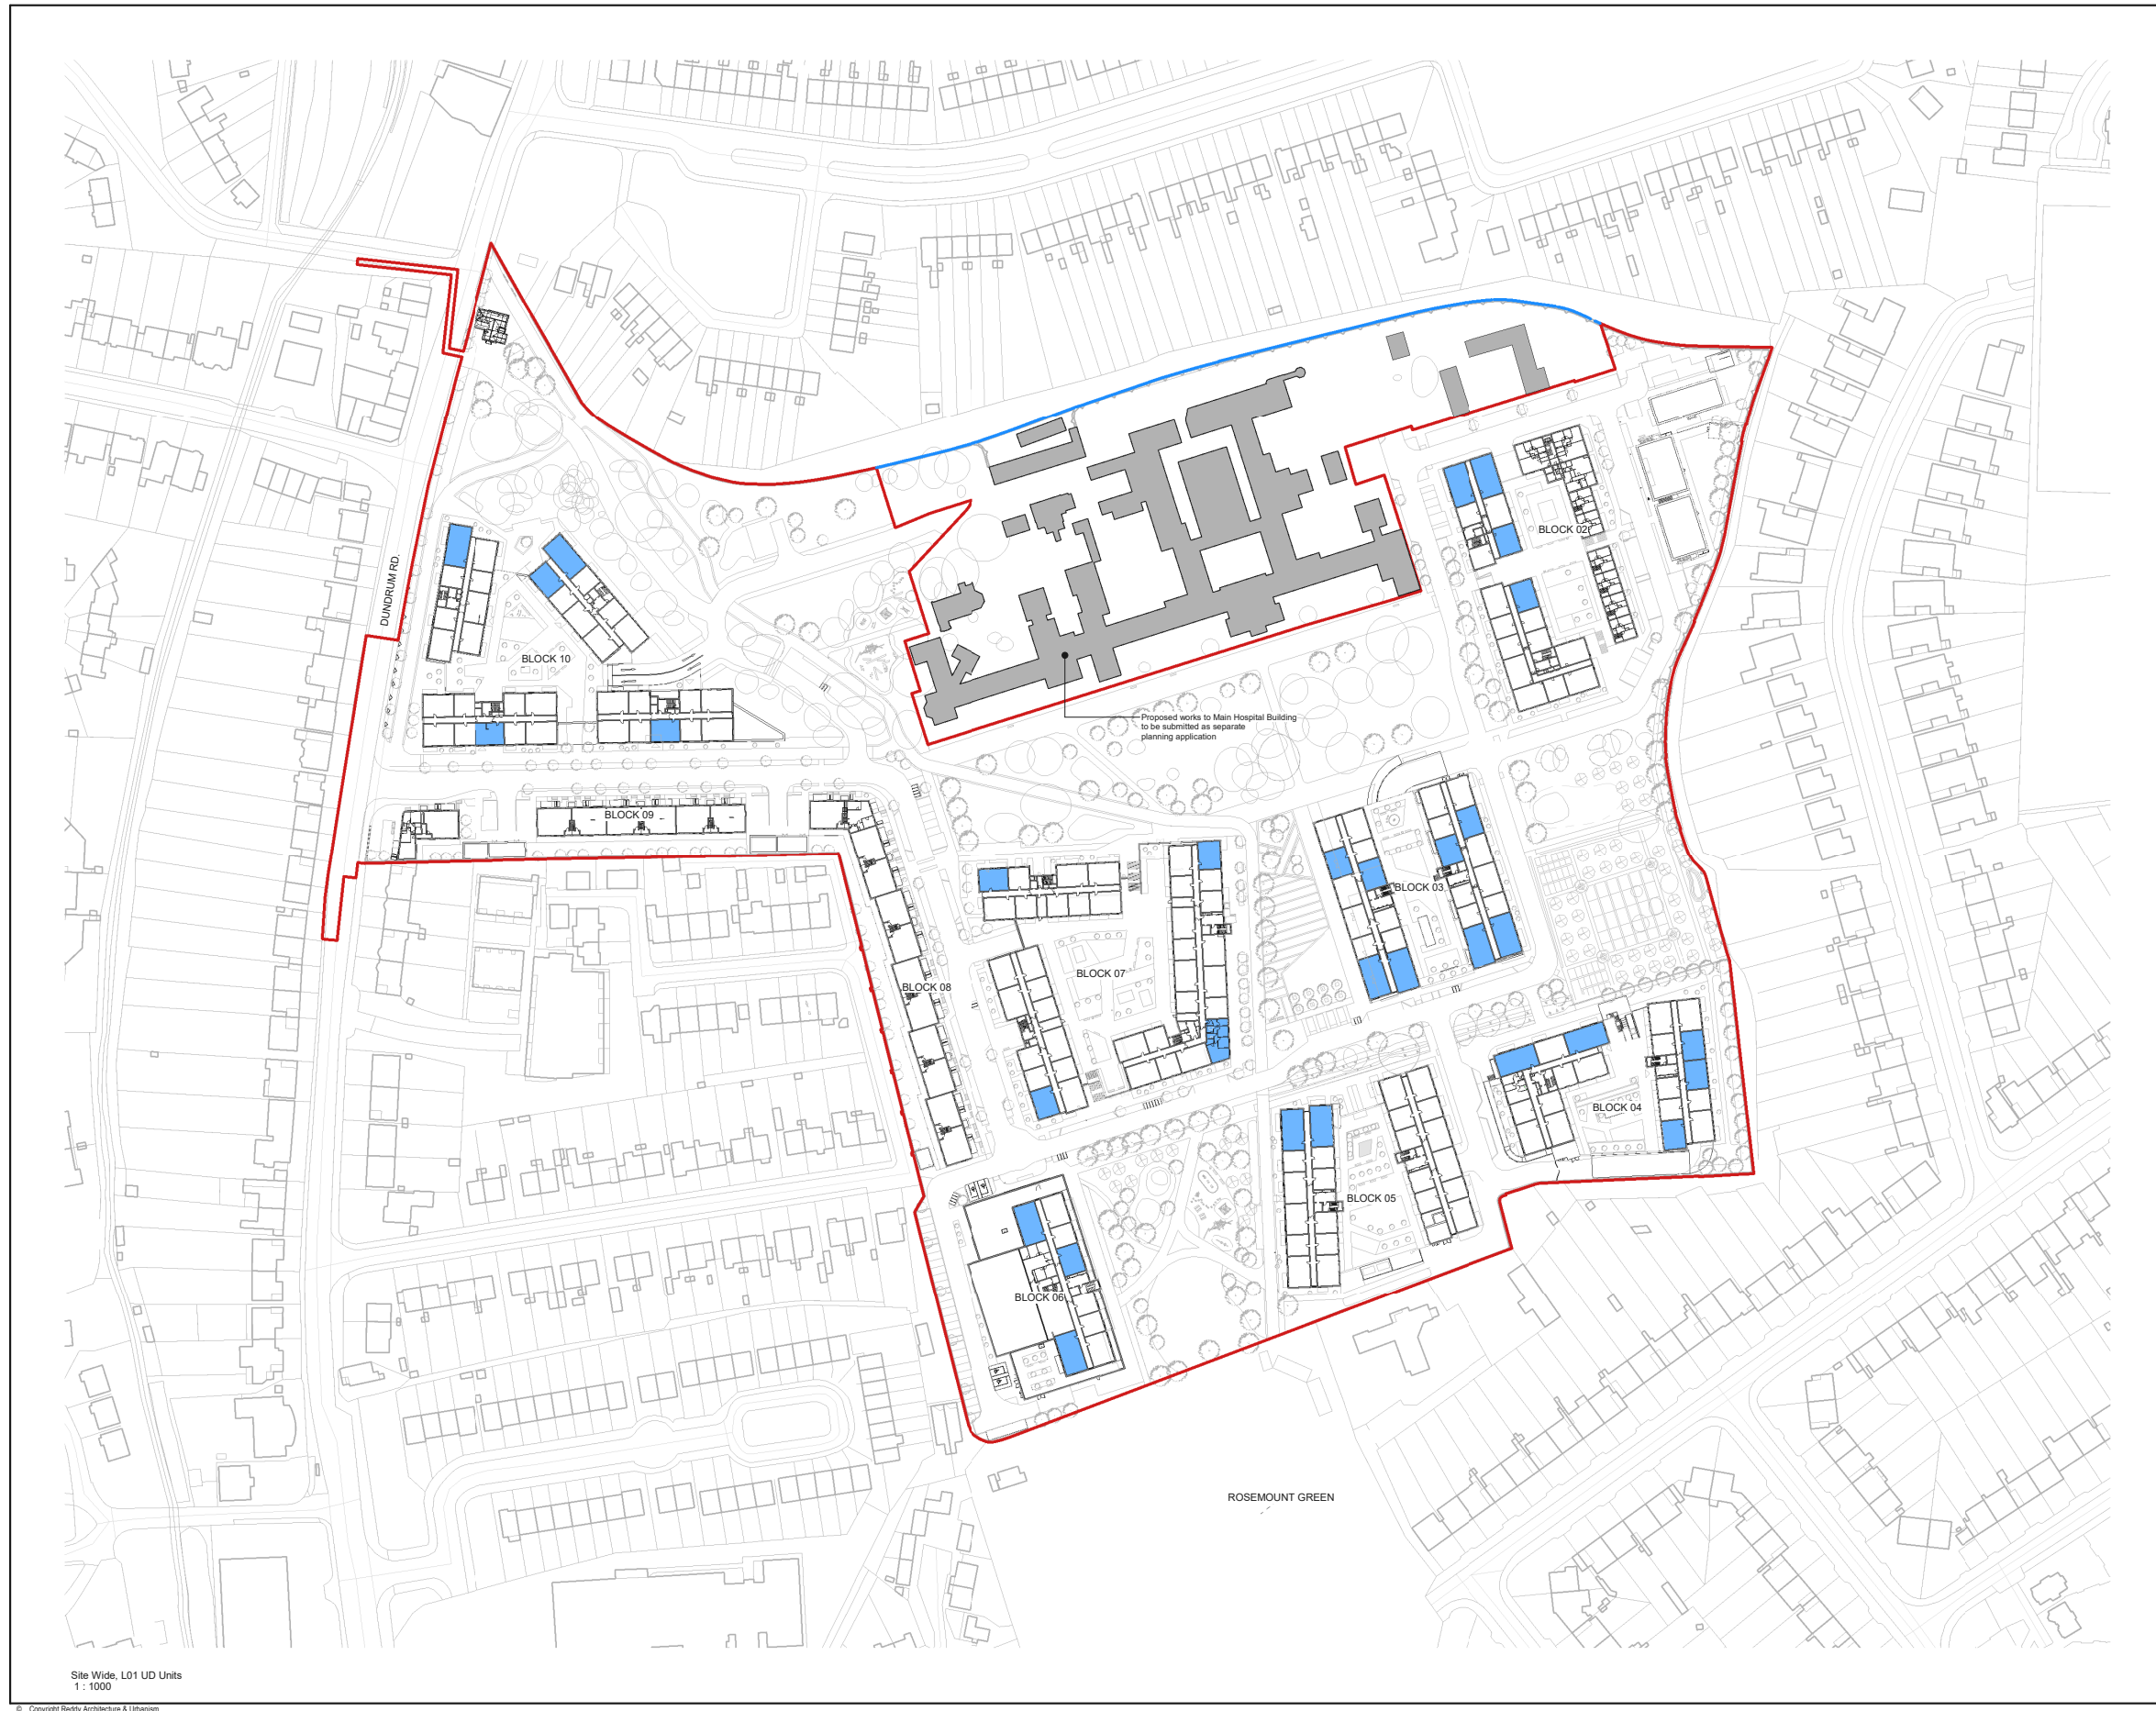 BLOCK 02
DUNDRUM RD.
BLOCK 10
Proposed works to Main Hospital Building
to be submitted as separate
planning application
BLOCK 09
BLOCK 03
BLOCK 07
BLOCK 08
BLOCK 04
BLOCK 05
BLOCK 06
ROSEMOUNT GREEN
Site Wide, L01 UD Units
1 : 1000
© Copyright Reddy Architecture & Urbanism